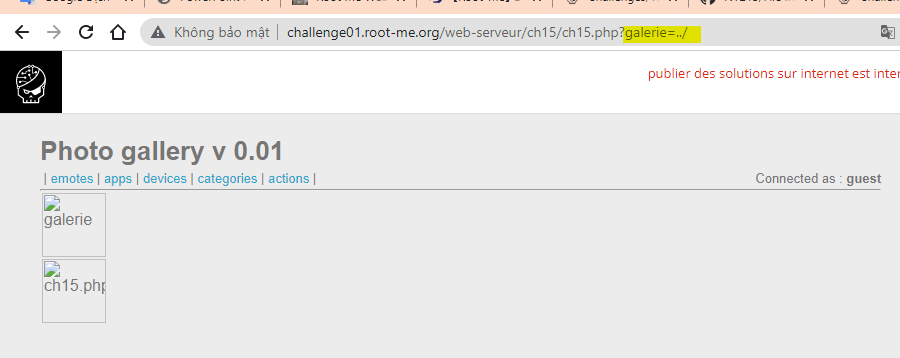 Không bảo mật | challenge01.root-me.org/web-serveur/ch15/ch15.php?galerie=../
publier des solutions sur internet est inter
Photo gallery v 0.01
| emotes | apps | devices | categories | actions |
Connected as : guest
galerie
ch15.php